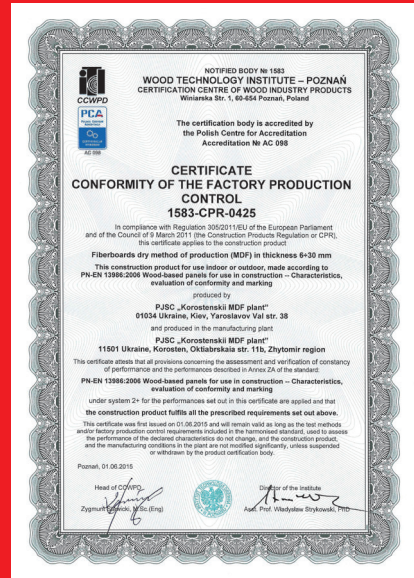 NOTIFIED BODY № 1583
WOOD TECHNOLOGY INSTITUTE – POZNAŃ
CERTIFICATION CENTRE OF WOOD INDUSTRY PRODUCTS
Winiarska Str. 1, 60-654 Poznań, Poland
itd
CCWPD
PCA
AC 098
The certification body is accredited by
the Polish Centre for Accreditation
Accreditation № AC 098
CERTIFICATE
CONFORMITY OF THE FACTORY PRODUCTION
CONTROL
1583-CPR-0425
In compliance with Regulation 305/2011/EU of the European Parliament
and of the Council of 9 March 2011 (the Construction Products Regulation or CPR),
this certificate applies to the construction product
Fiberboards dry method of production (MDF) in thickness 6÷30 mm
This construction product for use indoor or outdoor, made according to
PN-EN 13986:2006 Wood-based panels for use in construction – Characteristics,
evaluation of conformity and marking
produced by
PJSC „Korostenskii MDF plant"
01034 Ukraine, Kiev, Yaroslavov Val str. 38
and produced in the manufacturing plant
PJSC „Korostenskii MDF plant"
11501 Ukraine, Korosten, Oktiabrskaia str. 11b, Zhytomir region
This certificate attests that all provisions concerning the assessment and verification of constancy
of performance and the performances described in Annex ZA of the standard:
PN-EN 13986:2006 Wood-based panels for use in construction – Characteristics,
evaluation of conformity and marking
under system 2+ for the performances set out in this certificate are applied and that
the construction product fulfils all the prescribed requirements set out above.
This certificate was first issued on 01.06.2015 and will remain valid as long as the test methods
and/or factory production control requirements included in the harmonised standard, used to assess
the performance of the declared characteristics do not change, and the construction product,
and the manufacturing conditions in the plant are not modified significantly, unless suspended
or withdrawn by the product certification body.
Poznań, 01.06.2015
Head of CCWPD
Zygmunt M.Sc.(Eng)
Director of the Institute
Asst. Prof. Władysław Strykowski, PhD